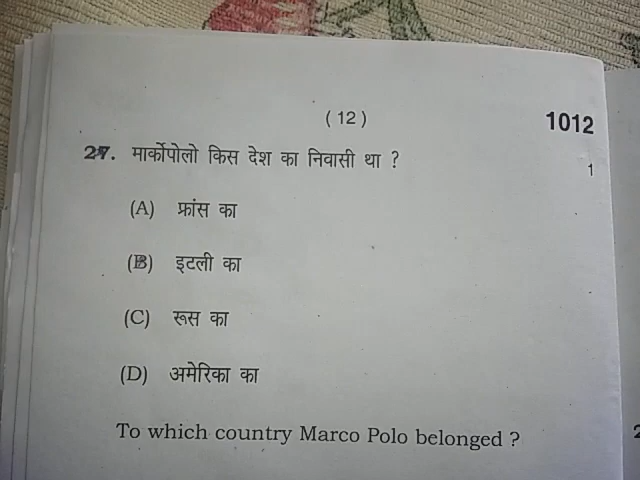 ( 12 )
1012
27. मार्कोपोलो किस देश का निवासी था ?
1
(A) फ्रांस का
(B) इटली का
(C) रूस का
(D) अमेरिका का
To which country Marco Polo belonged ?